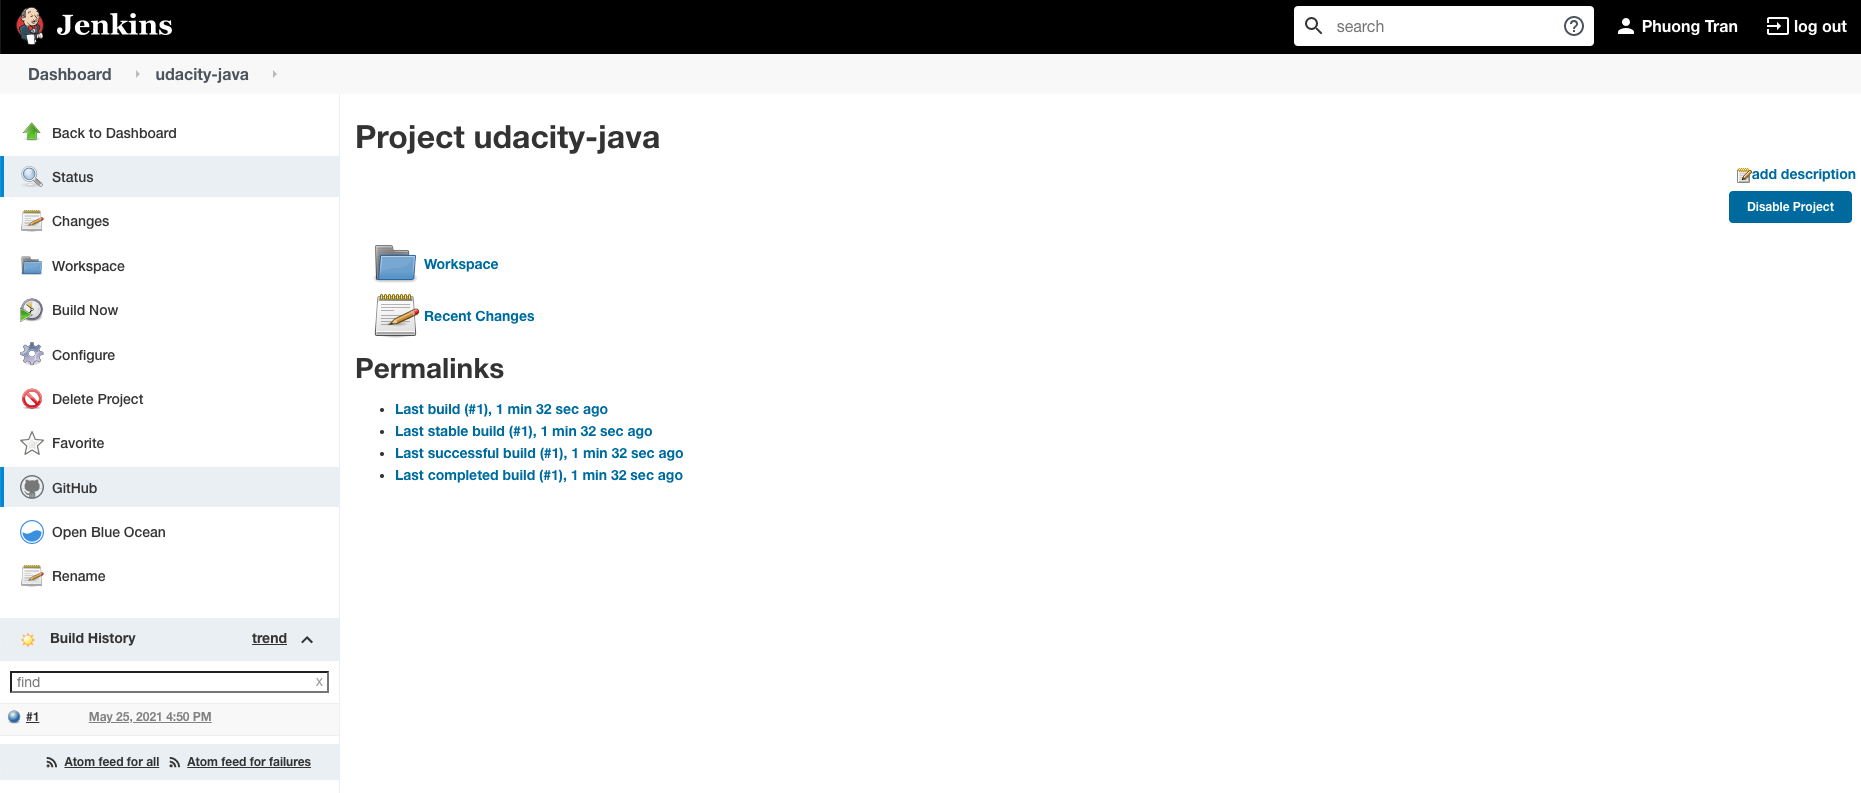 Jenkins
search
Phuong Tran
log out
Dashboard
udacity-java
Back to Dashboard
Status
Changes
Workspace
Build Now
Configure
Delete Project
Favorite
GitHub
Open Blue Ocean
Rename
Build History
trend
find
x
#1
May 25, 2021 4:50 PM
Atom feed for all
Atom feed for failures
Project udacity-java
add description
Disable Project
Workspace
Recent Changes
Permalinks
Last build (#1), 1 min 32 sec ago
Last stable build (#1), 1 min 32 sec ago
Last successful build (#1), 1 min 32 sec ago
Last completed build (#1), 1 min 32 sec ago